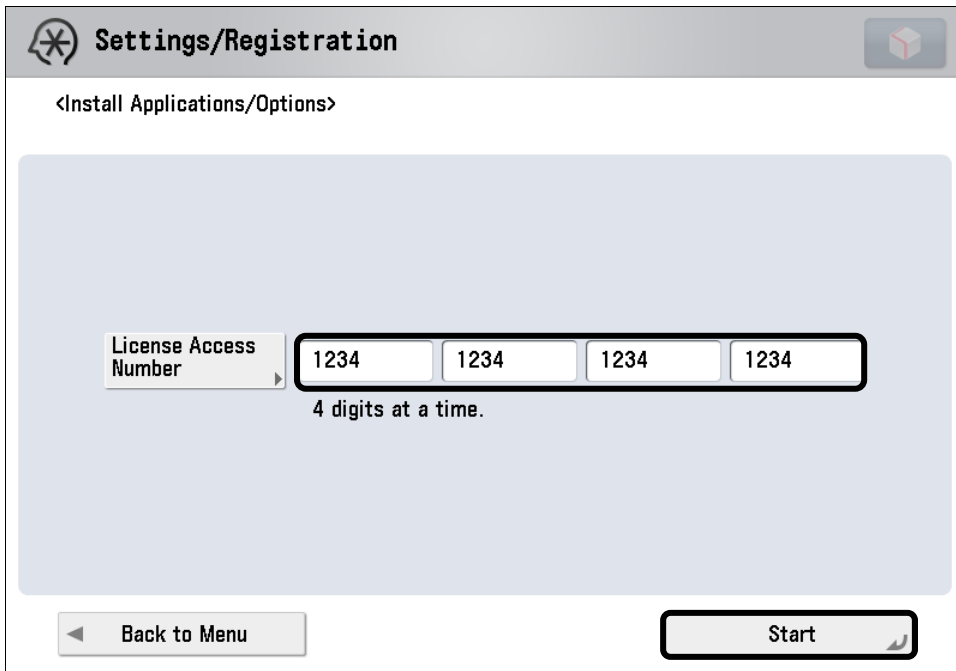 Settings/Registration
<Install Applications/Options>
License Access
Number
1234 1234 1234 1234
4 digits at a time.
Back to Menu
Start